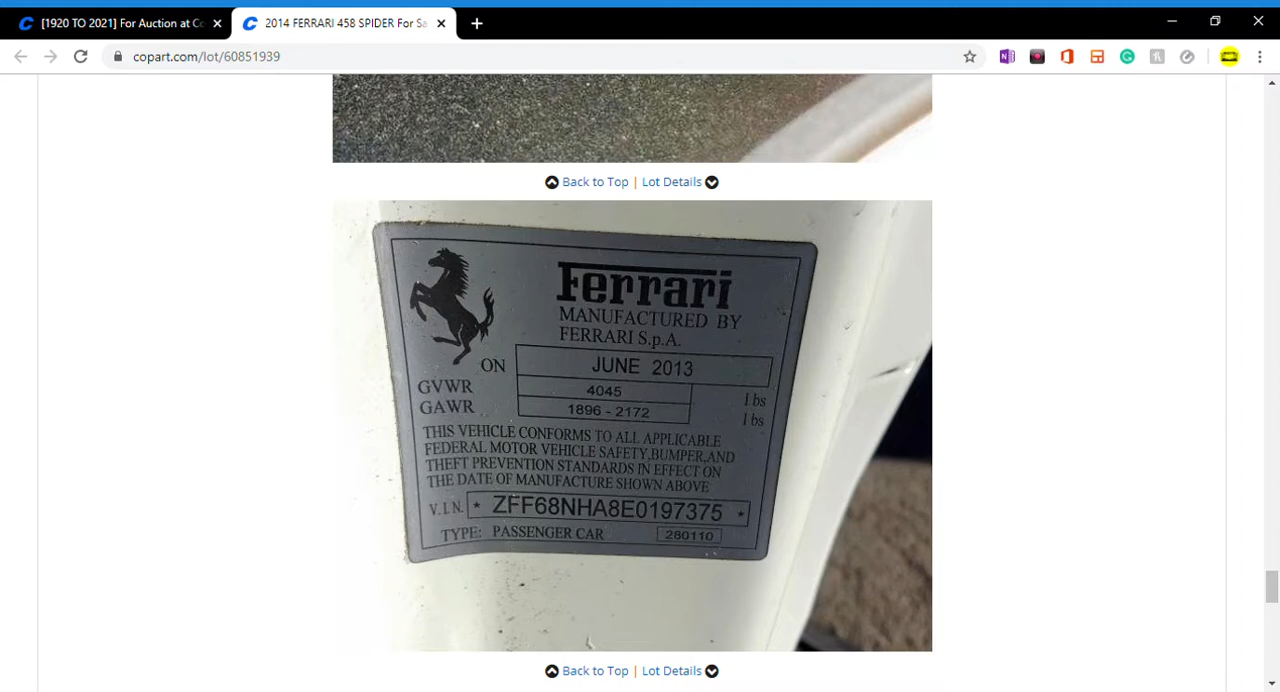 [1920 TO 2021] For Auction at Co
2014 FERRARI 458 SPIDER For Sa
copart.com/lot/60851939
Back to Top | Lot Details
Ferrari
MANUFACTURED BY
FERRARI S.p.A.
ON JUNE 2013
GVWR 4045 lbs
GAWR 1896 - 2172 lbs
THIS VEHICLE CONFORMS TO ALL APPLICABLE
FEDERAL MOTOR VEHICLE SAFETY,BUMPER,AND
THEFT PREVENTION STANDARDS IN EFFECT ON
THE DATE OF MANUFACTURE SHOWN ABOVE
V.I.N. * ZFF68NHA8E0197375 *
TYPE: PASSENGER CAR 280110
Back to Top | Lot Details